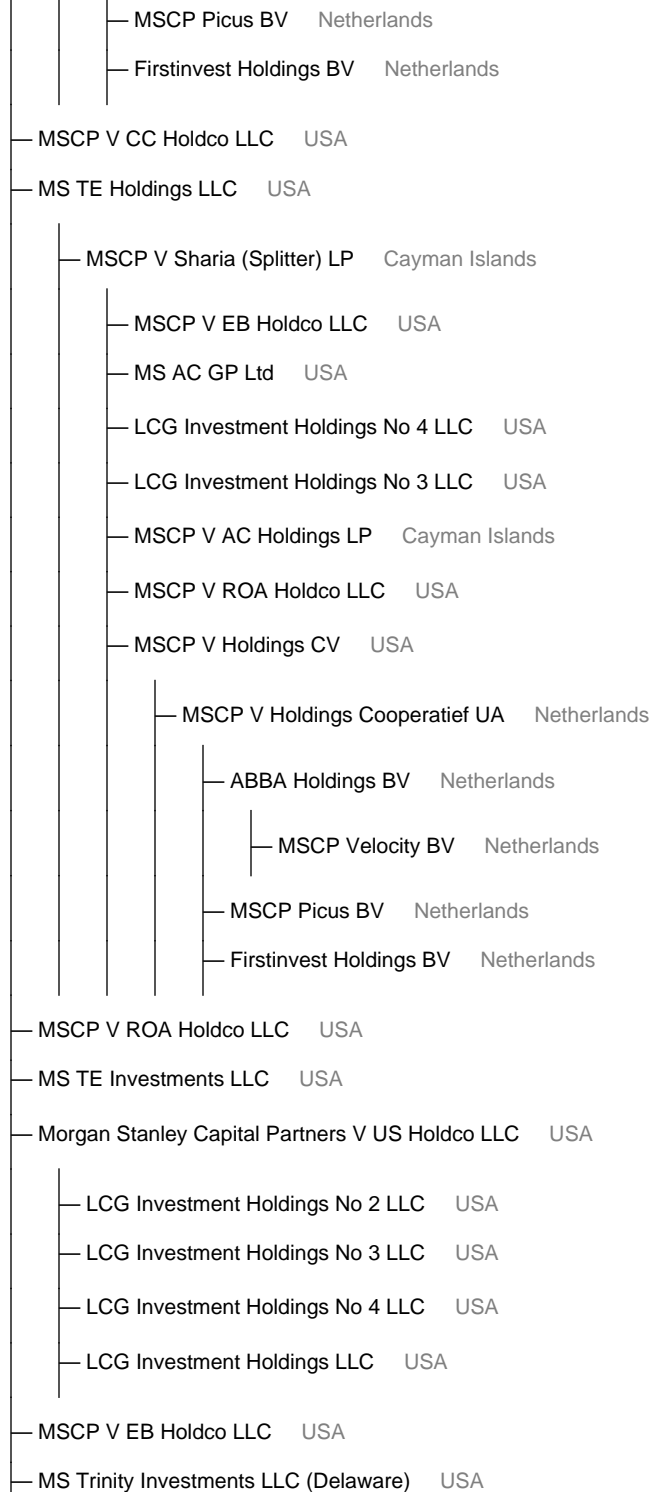 MSCP Picus BV Netherlands
Firstinvest Holdings BV Netherlands
MSCP V CC Holdco LLC USA
MS TE Holdings LLC USA
MSCP V Sharia (Splitter) LP Cayman Islands
MSCP V EB Holdco LLC USA
MS AC GP Ltd USA
LCG Investment Holdings No 4 LLC USA
LCG Investment Holdings No 3 LLC USA
MSCP V AC Holdings LP Cayman Islands
MSCP V ROA Holdco LLC USA
MSCP V Holdings CV USA
MSCP V Holdings Cooperatief UA Netherlands
ABBA Holdings BV Netherlands
MSCP Velocity BV Netherlands
MSCP Picus BV Netherlands
Firstinvest Holdings BV Netherlands
MSCP V ROA Holdco LLC USA
MS TE Investments LLC USA
Morgan Stanley Capital Partners V US Holdco LLC USA
LCG Investment Holdings No 2 LLC USA
LCG Investment Holdings No 3 LLC USA
LCG Investment Holdings No 4 LLC USA
LCG Investment Holdings LLC USA
MSCP V EB Holdco LLC USA
MS Trinity Investments LLC (Delaware) USA